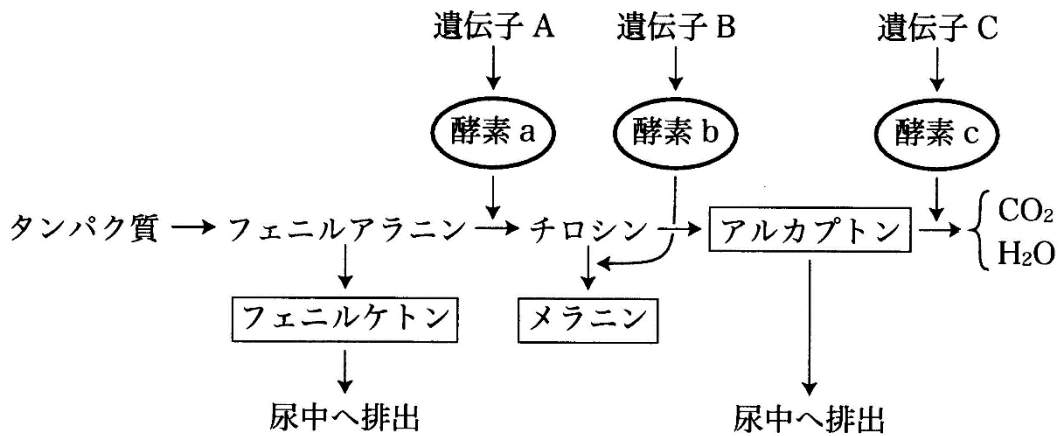 遺伝子 A 遺伝子 B 遺伝子 C
酵素 a 酵素 b 酵素 c
タンパク質 → フェニルアラニン → チロシン → アルカプトン → { CO₂
H₂O
フェニルケトン メラニン
尿中へ排出 尿中へ排出